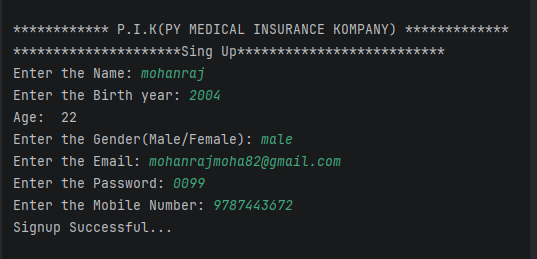 ************ P.I.K(PY MEDICAL INSURANCE KOMPANY) *************
*********************Sing Up**************************
Enter the Name: mohanraj
Enter the Birth year: 2004
Age:  22
Enter the Gender(Male/Female): male
Enter the Email: mohanrajmoha82@gmail.com
Enter the Password: 0099
Enter the Mobile Number: 9787443672
Signup Successful...